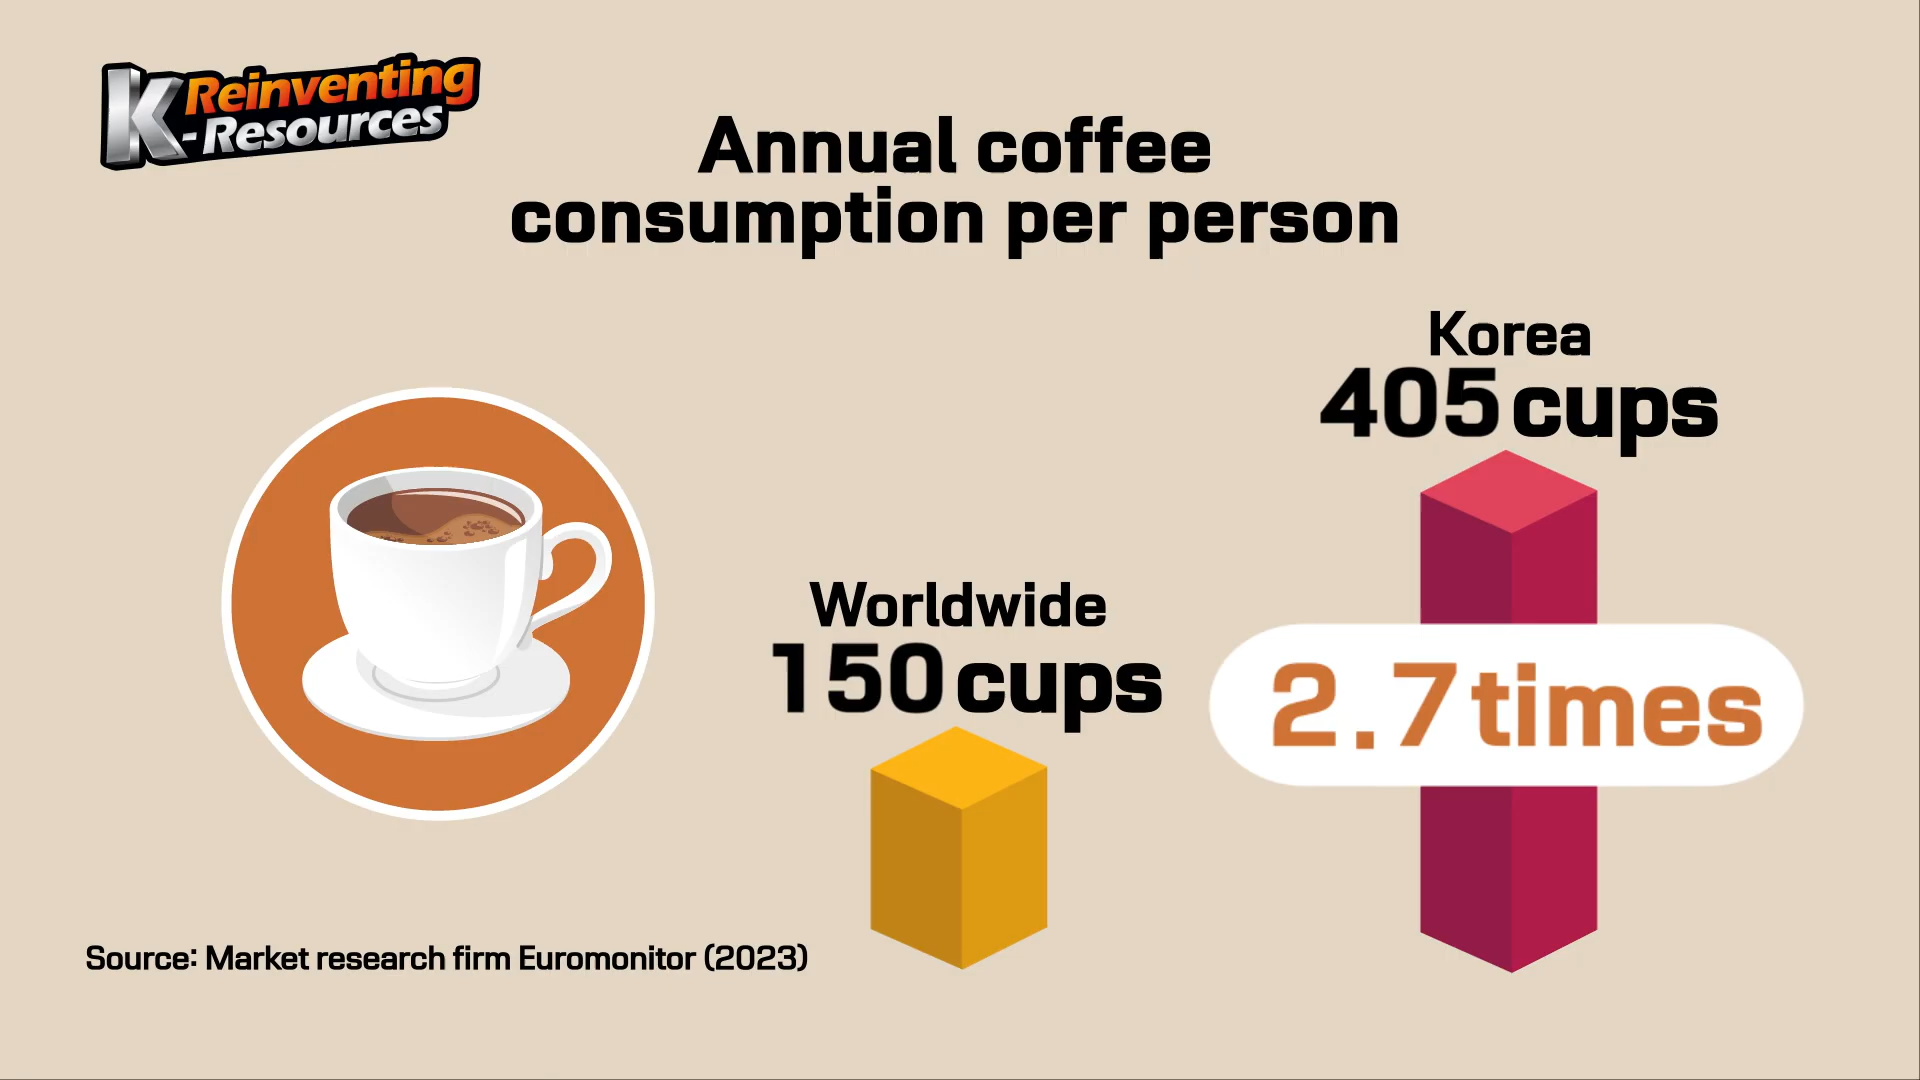 Reinventing
K-Resources
Annual coffee
consumption per person
Korea
405 cups
Worldwide
150 cups
2.7 times
Source: Market research firm Euromonitor (2023)